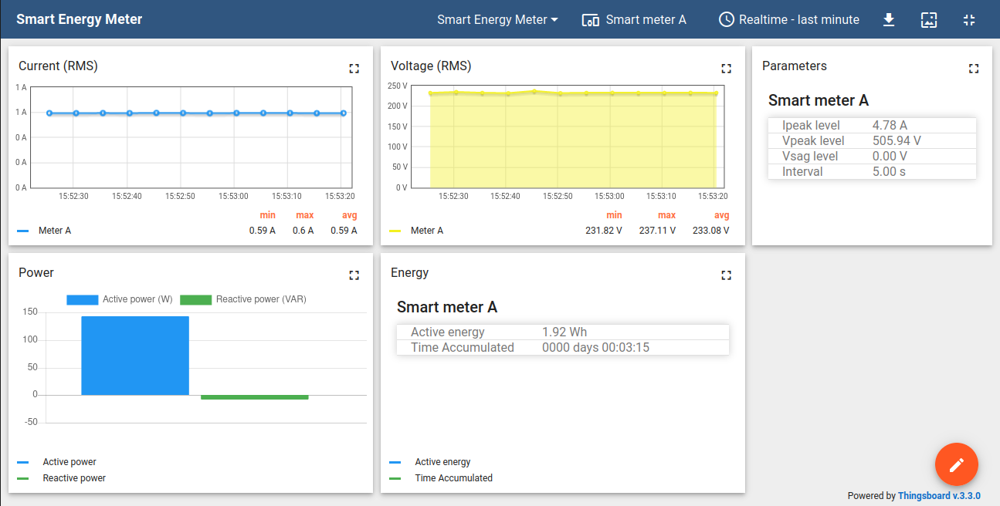 Smart Energy Meter
Smart Energy Meter
Smart meter A
Realtime - last minute
Current (RMS)
1 A
1 A
0 A
0 A
0 A
15:52:30 15:52:40 15:52:50 15:53:00 15:53:10 15:53:20
min max avg
Meter A 0.59 A 0.6 A 0.59 A
Voltage (RMS)
250 V
200 V
150 V
100 V
50 V
0 V
15:52:30 15:52:40 15:52:50 15:53:00 15:53:10 15:53:20
min max avg
Meter A 231.82 V 237.11 V 233.08 V
Parameters
Smart meter A
Ipeak level 4.78 A
Vpeak level 505.94 V
Vsag level 0.00 V
Interval 5.00 s
Power
Active power (W) Reactive power (VAR)
150
100
50
0
-50
Active power
Reactive power
Energy
Smart meter A
Active energy 1.92 Wh
Time Accumulated 0000 days 00:03:15
Active energy
Time Accumulated
Powered by Thingsboard v.3.3.0